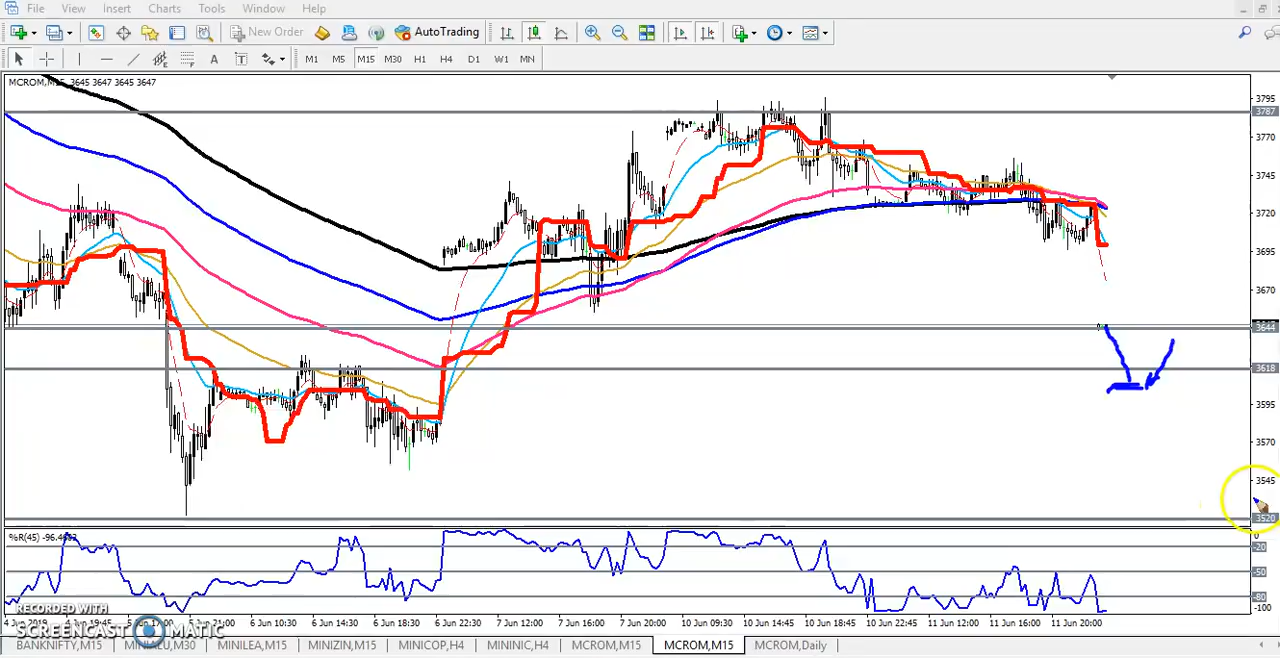 File View Insert Charts Tools Window Help
New Order AutoTrading
A T M1 M5 M15 M30 H1 H4 D1 W1 MN
MCROM,M15 3645 3647 3645 3647
3795
3787
3770
3745
3720
3695
3670
3644
3618
3595
3570
3545
3520
%R(45) -96.4602
0
-20
-50
-80
-100
RECORDED WITH
SCREENCAST MATIC
6 Jun 10:30 6 Jun 14:30 6 Jun 18:30 6 Jun 22:30 7 Jun 12:00 7 Jun 16:00 7 Jun 20:00 10 Jun 09:30 10 Jun 14:45 10 Jun 18:45 10 Jun 22:45 11 Jun 12:00 11 Jun 16:00 11 Jun 20:00
BANKNIFTY,M15 MINIALU,M30 MINILEA,M15 MINIZIN,M15 MINICOP,H4 MININIC,H4 MCROM,M15 MCROM,M15 MCROM,Daily